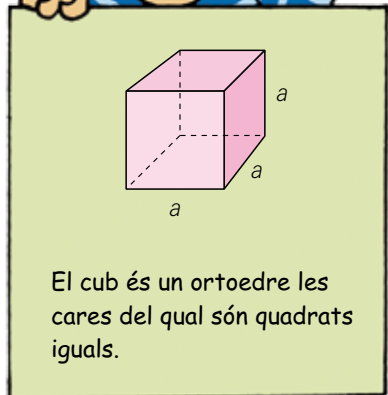 a
a
a
El cub és un ortoedre les
cares del qual són quadrats
iguals.